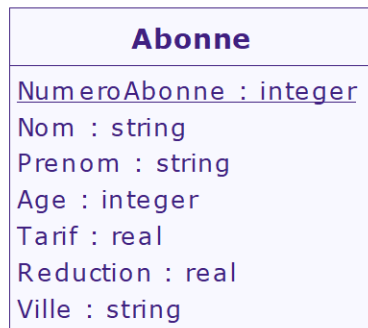 Abonne
NumeroAbonne : integer
Nom : string
Prenom : string
Age : integer
Tarif : real
Reduction : real
Ville : string